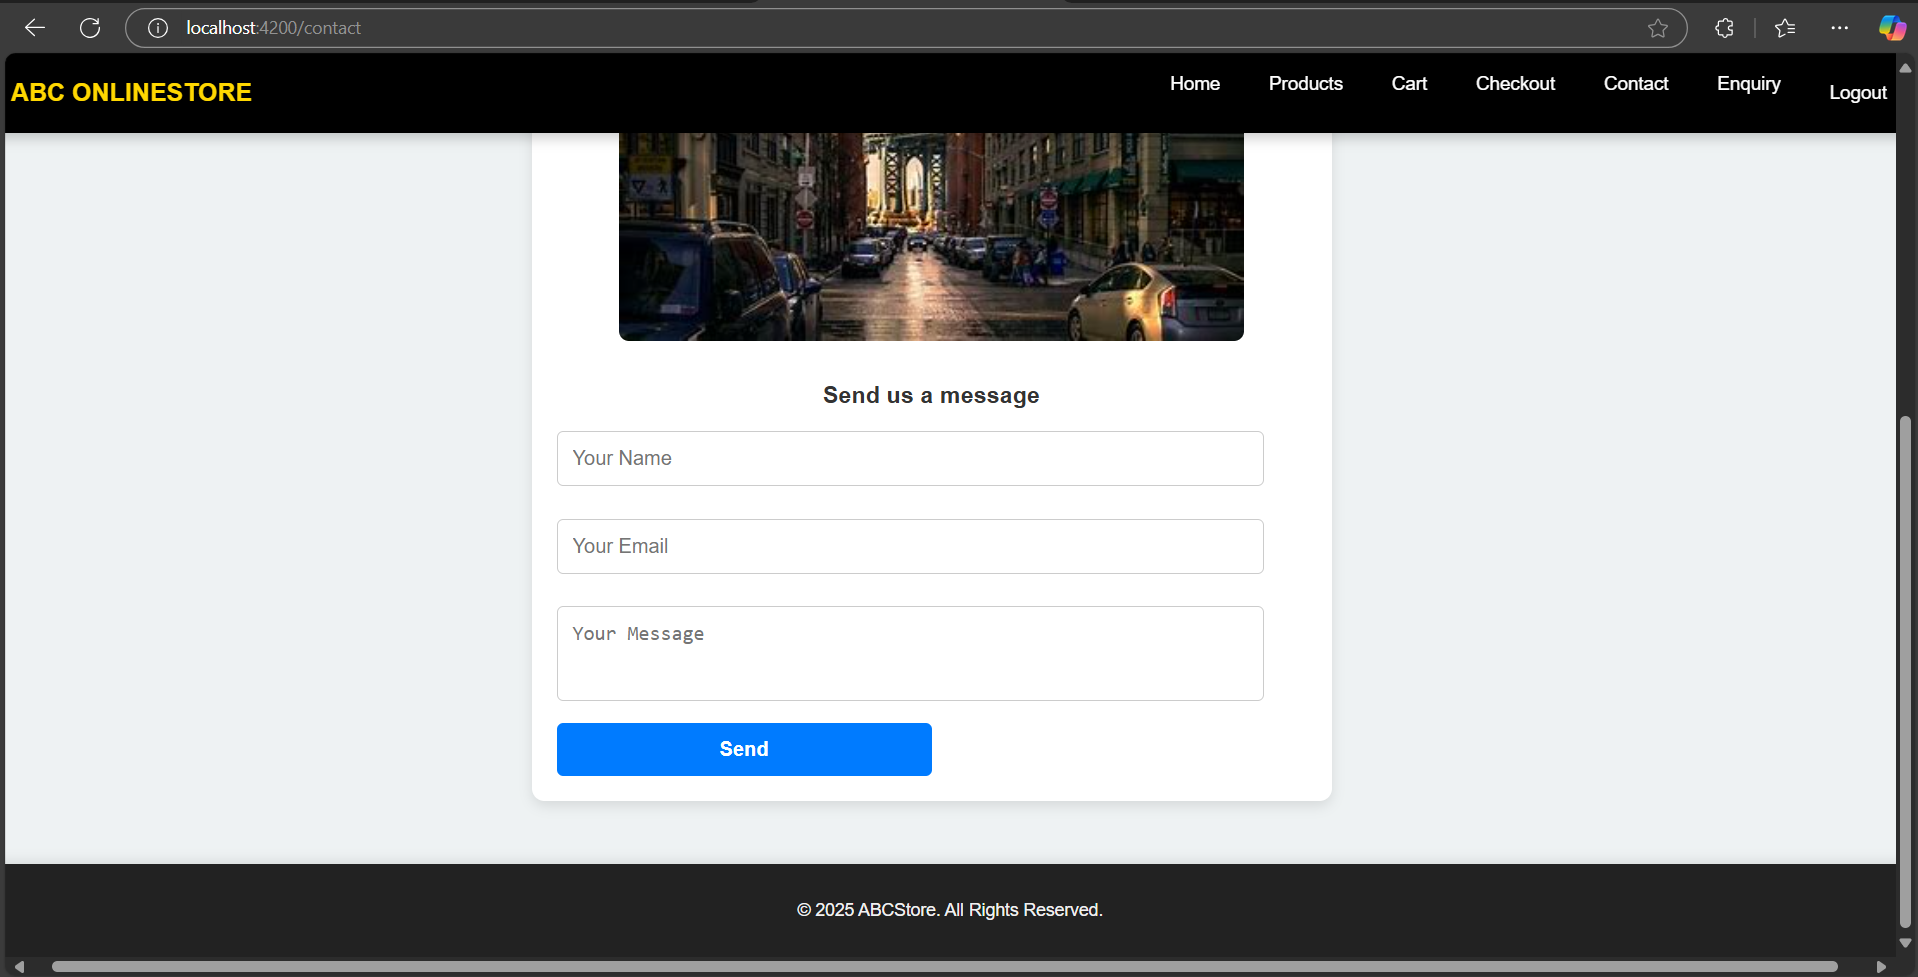 localhost:4200/contact
ABC ONLINESTORE
Home Products Cart Checkout Contact Enquiry Logout
Send us a message
Your Name
Your Email
Your Message
Send
© 2025 ABCStore. All Rights Reserved.